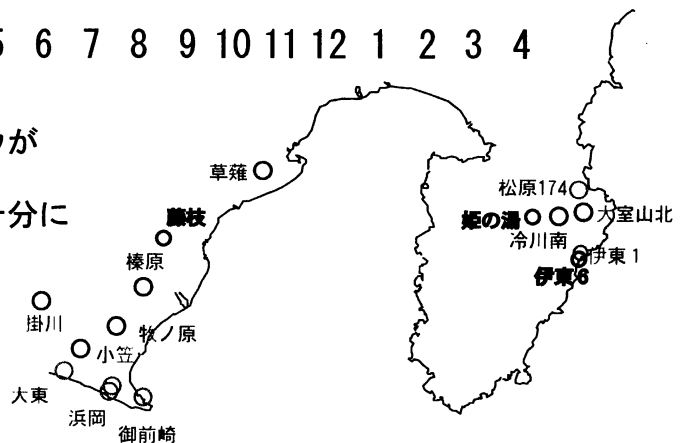 5 6 7 8 9 10 11 12 1 2 3 4
が
十分に
草薙
藤枝
榛原
掛川
牧ノ原
小笠
大東
浜岡
御前崎
松原174
姫の湯
大室山北
冷川南
伊東1
伊東6